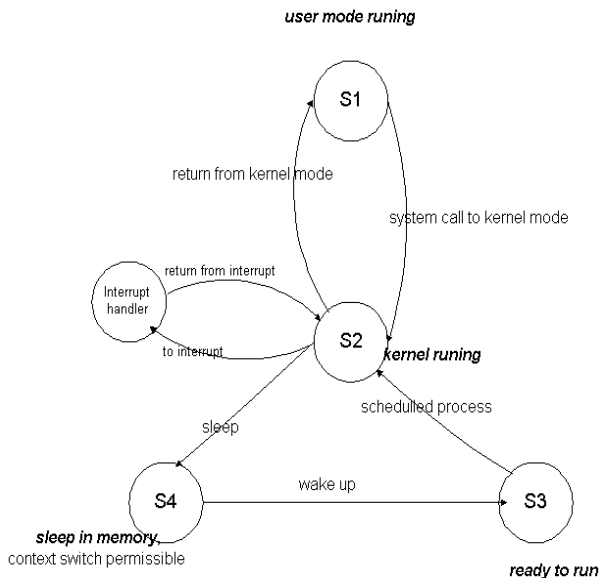 user mode runing
S1
return from kernel mode
system call to kernel mode
return from interrupt
Interrupt
handler
S2
to interrupt
kernel runing
schedulled process
sleep
wake up
S4
S3
sleep in memory,
context switch permissible
ready to run